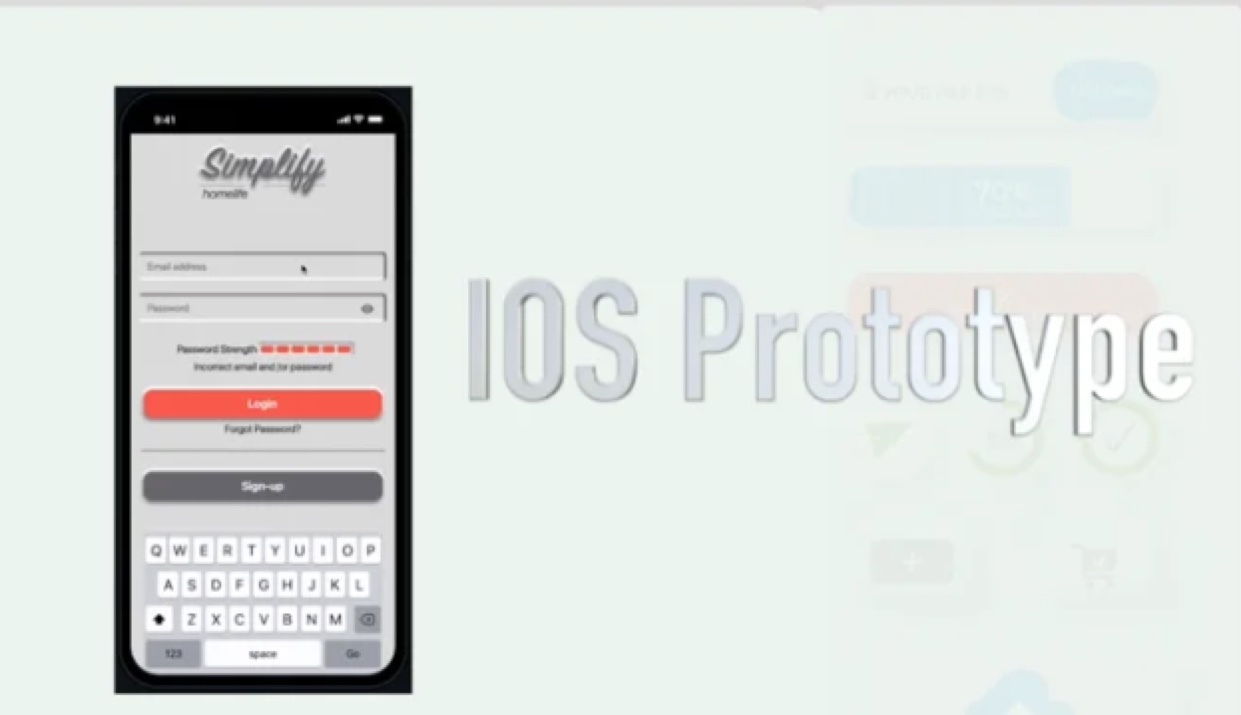 9:41
Simplify
homelife
Email address
Password
Password Strength
Incorrect email and /or password
Login
Forgot Password?
Sign-up
Q W E R T Y U I O P
A S D F G H J K L
Z X C V B N M
123 space Go
IOS Prototype